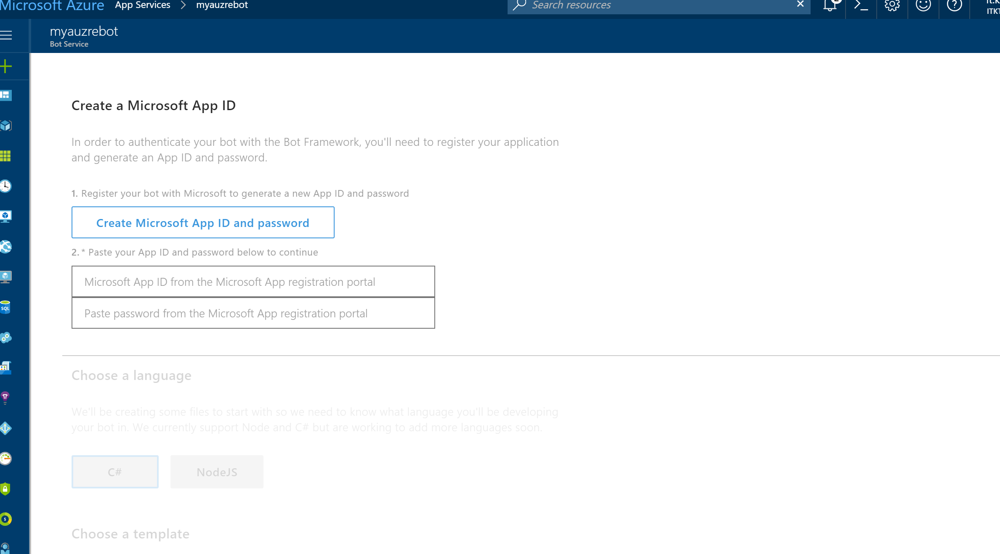 Microsoft Azure App Services > myauzrebot
Search resources
ITKT
myauzrebot
Bot Service
Create a Microsoft App ID
In order to authenticate your bot with the Bot Framework, you'll need to register your application
and generate an App ID and password.
1. Register your bot with Microsoft to generate a new App ID and password
Create Microsoft App ID and password
2. * Paste your App ID and password below to continue
Microsoft App ID from the Microsoft App registration portal
Paste password from the Microsoft App registration portal
SQL
Choose a language
We'll be creating some files to start with so we need to know what language you'll be developing
your bot in. We currently support Node and C# but are working to add more languages soon.
C#
NodeJS
Choose a template